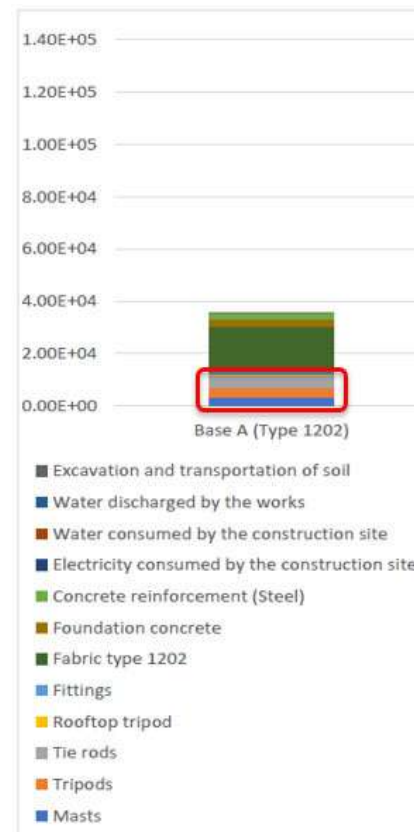 1.40E+05
1.20E+05
1.00E+05
8.00E+04
6.00E+04
4.00E+04
2.00E+04
0.00E+00
Base A (Type 1202)
Excavation and transportation of soil
Water discharged by the works
Water consumed by the construction site
Electricity consumed by the construction site
Concrete reinforcement (Steel)
Foundation concrete
Fabric type 1202
Fittings
Rooftop tripod
Tie rods
Tripods
Masts